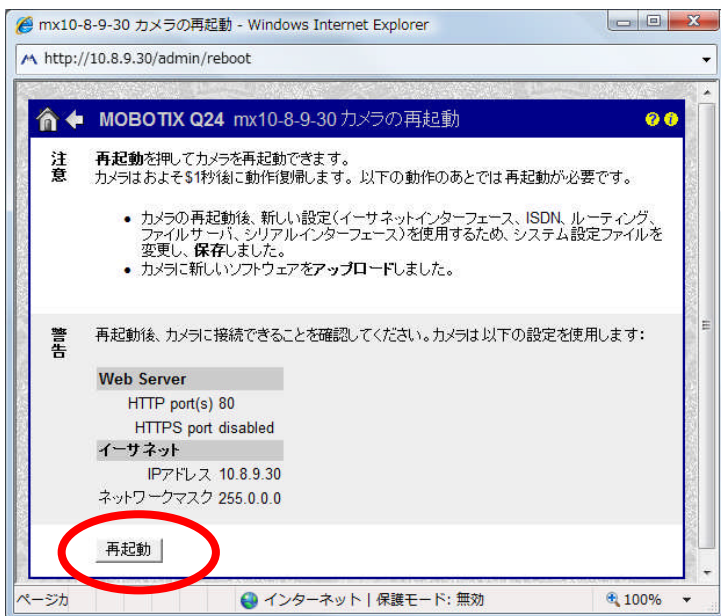 mx10-8-9-30 カメラの再起動 - Windows Internet Explorer
http://10.8.9.30/admin/reboot
MOBOTIX Q24 mx10-8-9-30 カメラの再起動
注意
再起動を押してカメラを再起動できます。
カメラはおよそ$1秒後に動作復帰します。以下の動作のあとでは再起動が必要です。
• カメラの再起動後、新しい設定(イーサネットインターフェース、ISDN、ルーティング、
ファイルサーバ、シリアルインターフェース)を使用するため、システム設定ファイルを
変更し、保存しました。
• カメラに新しいソフトウェアをアップロードしました。
警告
再起動後、カメラに接続できることを確認してください。カメラは以下の設定を使用します:
Web Server
HTTP port(s) 80
HTTPS port disabled
イーサネット
IPアドレス 10.8.9.30
ネットワークマスク 255.0.0.0
再起動
ページカ インターネット | 保護モード: 無効 100%